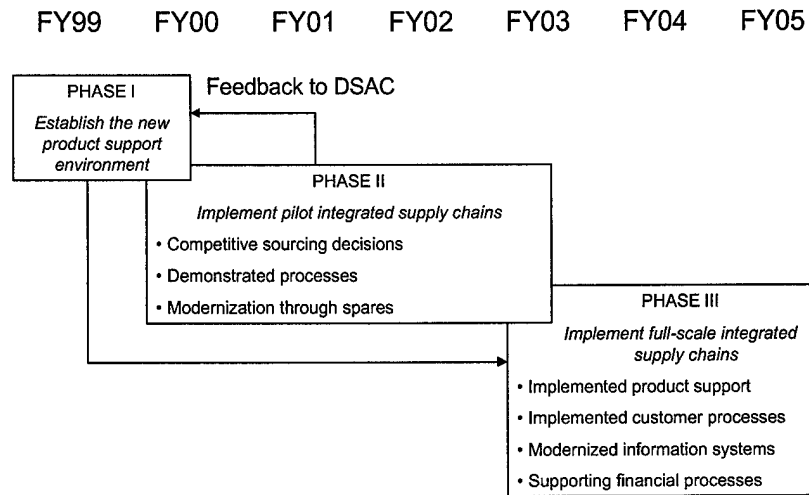 FY99 FY00 FY01 FY02 FY03 FY04 FY05
PHASE I
Establish the new
product support
environment
Feedback to DSAC
PHASE II
Implement pilot integrated supply chains
• Competitive sourcing decisions
• Demonstrated processes
• Modernization through spares
PHASE III
Implement full-scale integrated
supply chains
• Implemented product support
• Implemented customer processes
• Modernized information systems
• Supporting financial processes